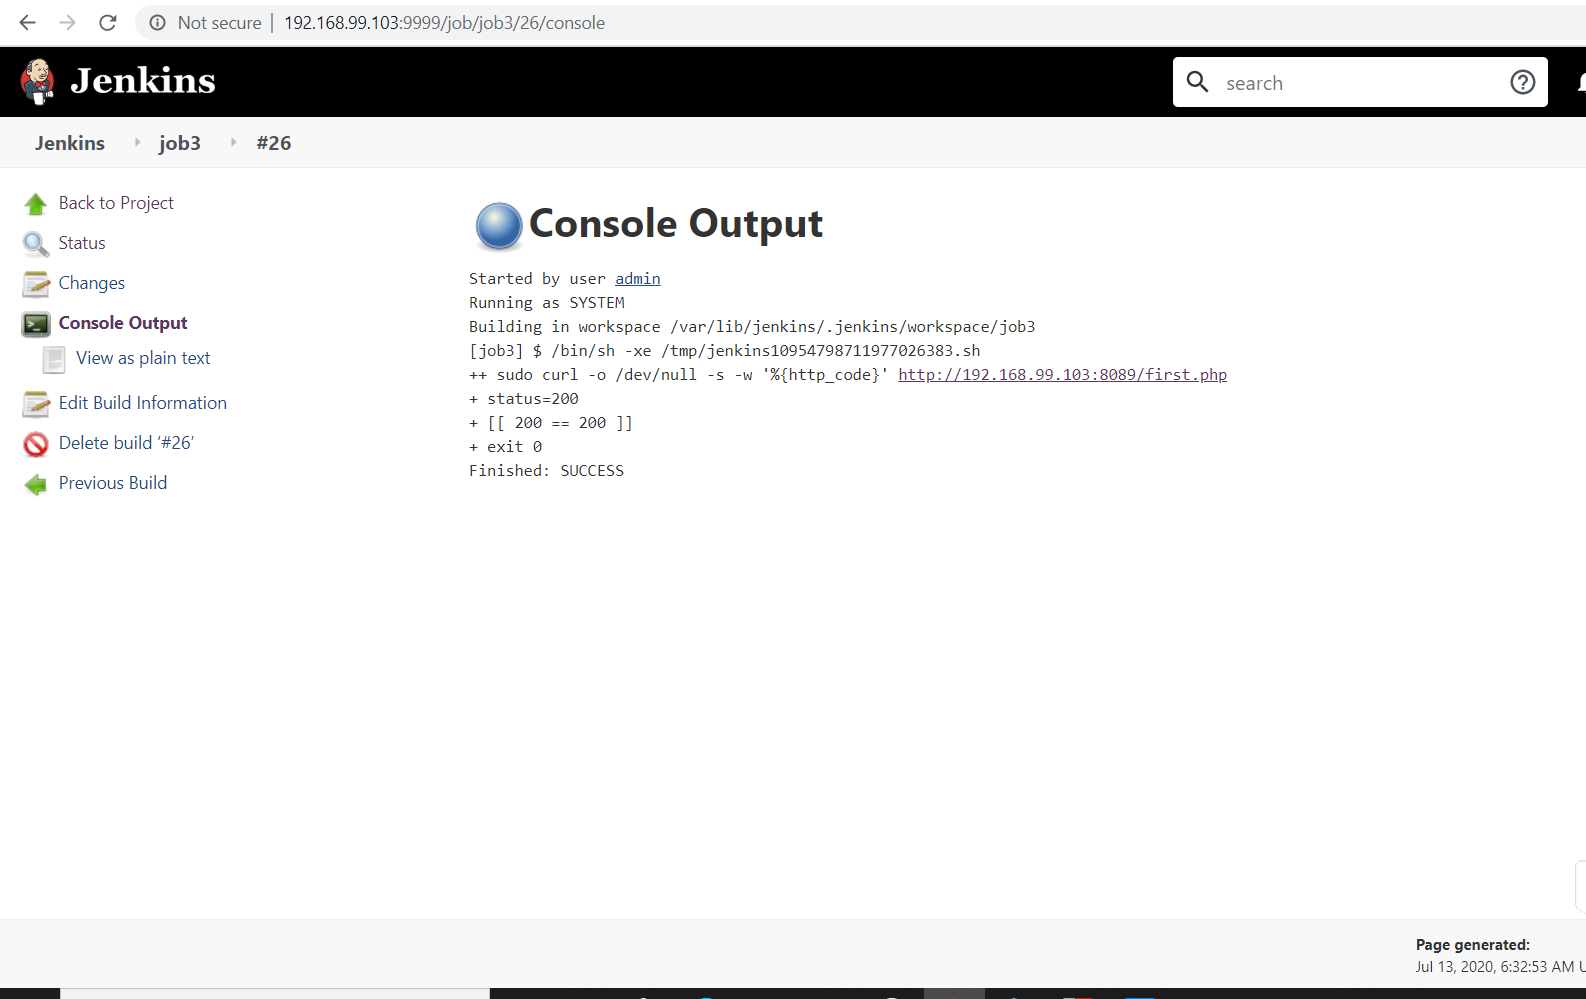 Not secure | 192.168.99.103:9999/job/job3/26/console
Jenkins
search
Jenkins
job3
#26
Back to Project
Status
Changes
Console Output
View as plain text
Edit Build Information
Delete build ‘#26’
Previous Build
Console Output
Started by user admin
Running as SYSTEM
Building in workspace /var/lib/jenkins/.jenkins/workspace/job3
[job3] $ /bin/sh -xe /tmp/jenkins10954798711977026383.sh
++ sudo curl -o /dev/null -s -w '%{http_code}' http://192.168.99.103:8089/first.php
+ status=200
+ [[ 200 == 200 ]]
+ exit 0
Finished: SUCCESS
Page generated:
Jul 13, 2020, 6:32:53 AM